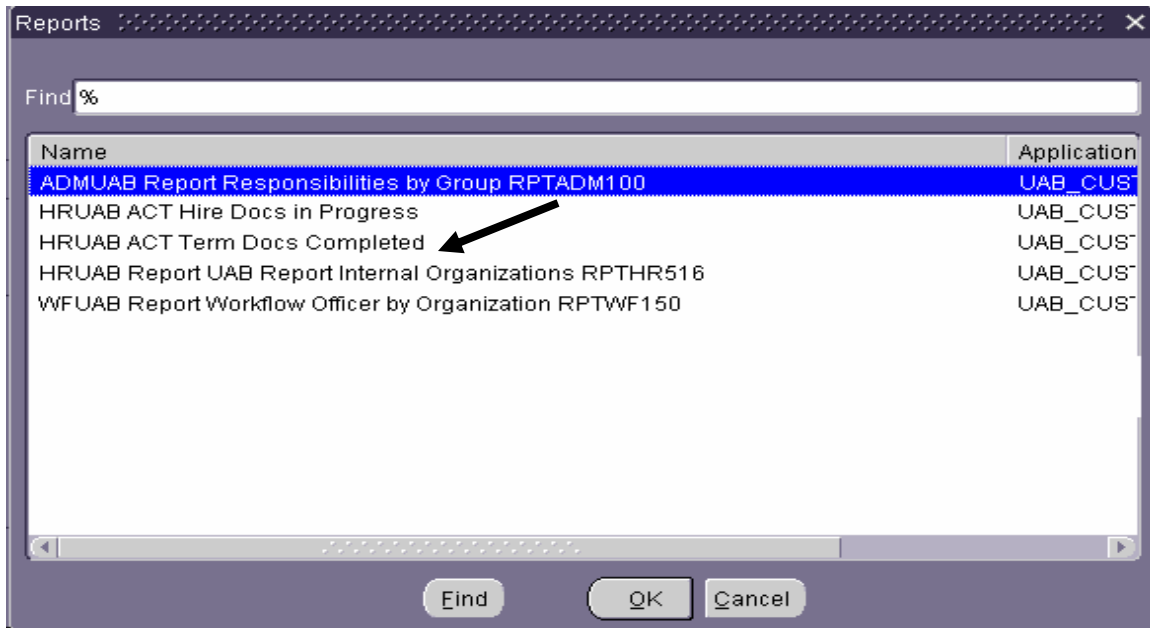 Reports
Find %
Name Application
ADMUAB Report Responsibilities by Group RPTADM100 UAB_CUST
HRUAB ACT Hire Docs in Progress UAB_CUST
HRUAB ACT Term Docs Completed UAB_CUST
HRUAB Report UAB Report Internal Organizations RPTHR516 UAB_CUST
WFUAB Report Workflow Officer by Organization RPTWF150 UAB_CUST
Find OK Cancel